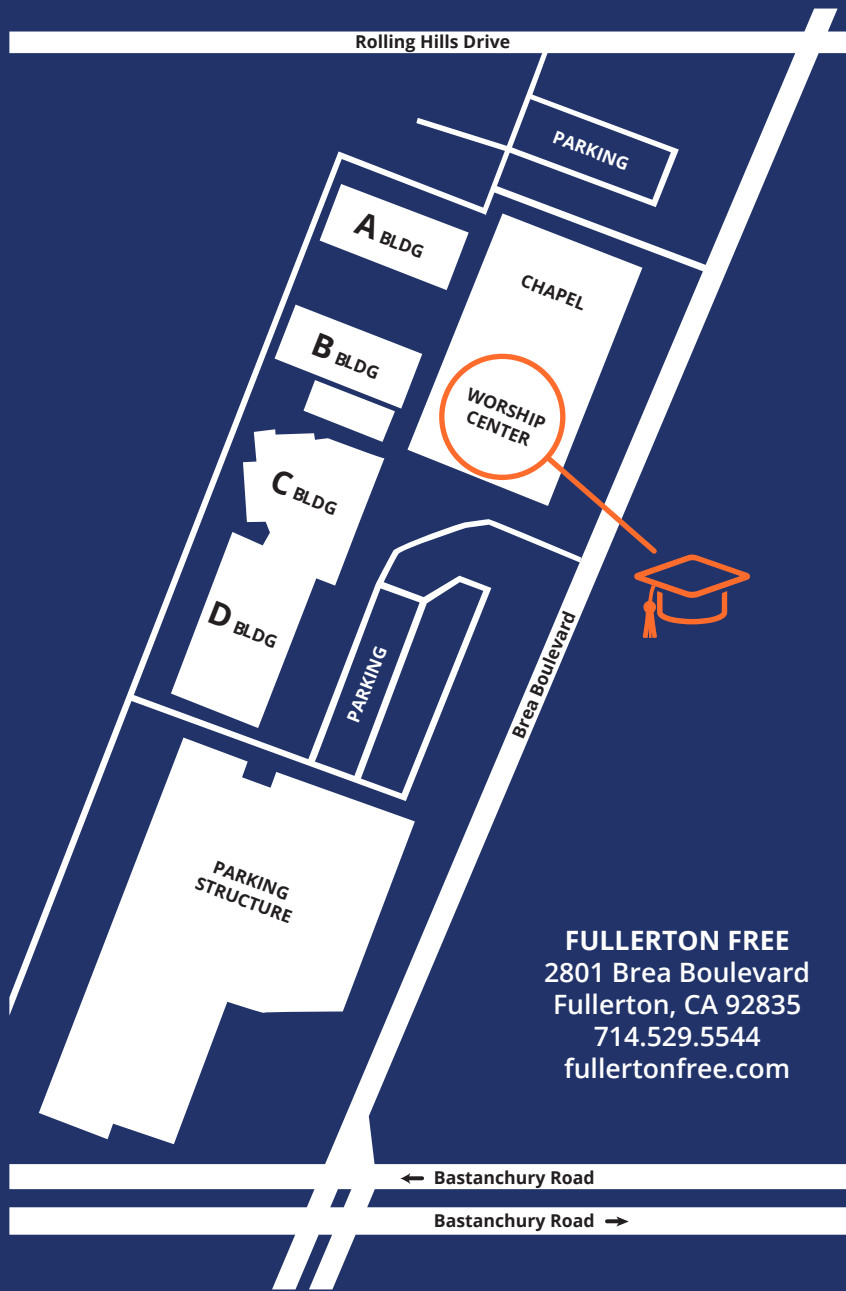 Rolling Hills Drive
PARKING
A BLDG
CHAPEL
B BLDG
WORSHIP
CENTER
C BLDG
D BLDG
PARKING
Brea Boulevard
PARKING
STRUCTURE
FULLERTON FREE
2801 Brea Boulevard
Fullerton, CA 92835
714.529.5544
fullertonfree.com
← Bastanchury Road
Bastanchury Road →